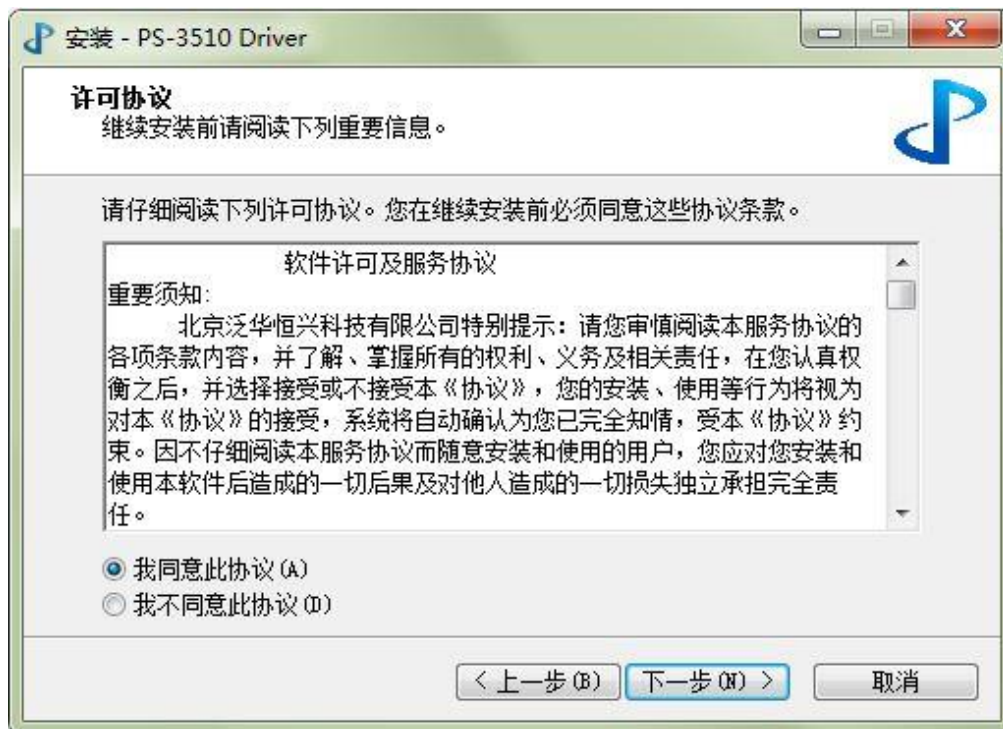 安装 - PS-3510 Driver
许可协议
继续安装前请阅读下列重要信息。
请仔细阅读下列许可协议。您在继续安装前必须同意这些协议条款。
软件许可及服务协议
重要须知:
北京泛华恒兴科技有限公司特别提示：请您审慎阅读本服务协议的
各项条款内容，并了解、掌握所有的权利、义务及相关责任，在您认真权
衡之后，并选择接受或不接受本《协议》，您的安装、使用等行为将视为
对本《协议》的接受，系统将自动确认为您已完全知情，受本《协议》约
束。因不仔细阅读本服务协议而随意安装和使用的用户，您应对您安装和
使用本软件后造成的一切后果及对他人造成的一切损失独立承担完全责
任。
我同意此协议(A)
我不同意此协议(D)
< 上一步(B)
下一步(N) >
取消